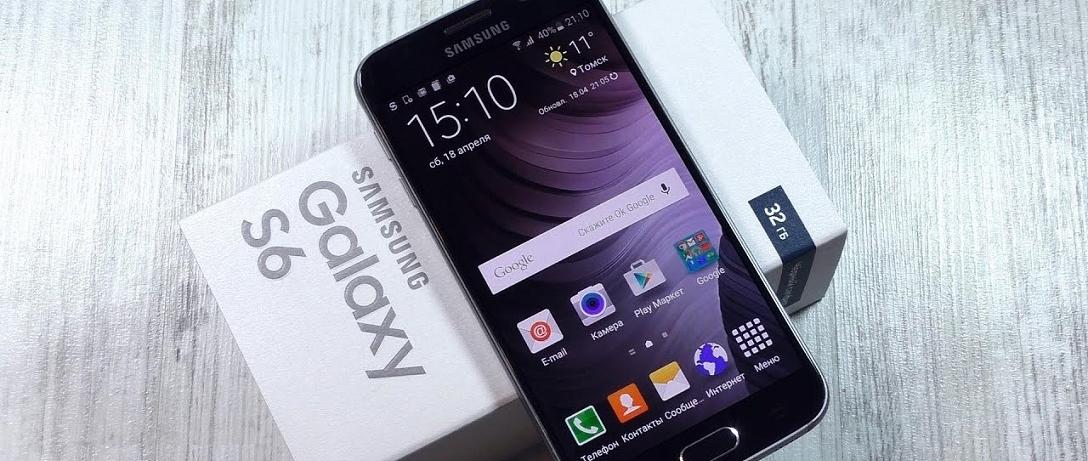 SAMSUNG
Galaxy
S6
SAMSUNG
40% 21:10
15:10
сб, 18 апреля
11°
Томск
Обновл. 18.04 21:05
Google
Скажите Ok Google
E-mail
Камера
Play Маркет
Google
Телефон
Контакты
Сообще...
Интернет
Меню
32 ГБ